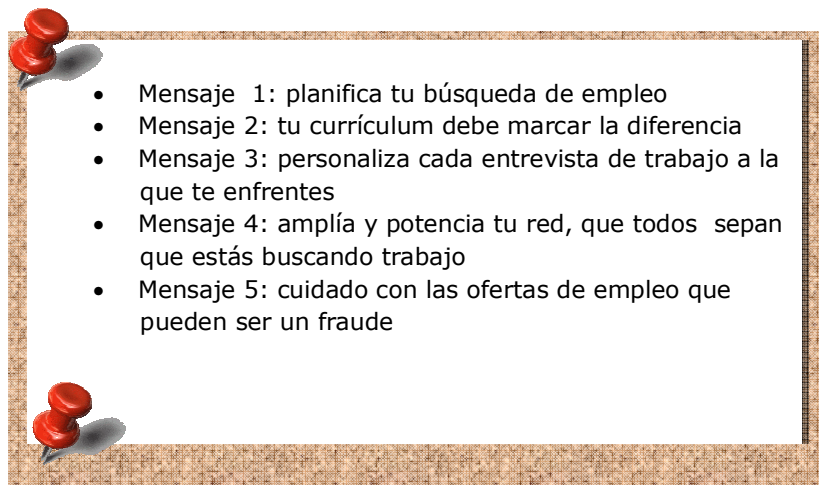 • Mensaje  1: planifica tu búsqueda de empleo
• Mensaje 2: tu currículum debe marcar la diferencia
• Mensaje 3: personaliza cada entrevista de trabajo a la
que te enfrentes
• Mensaje 4: amplía y potencia tu red, que todos  sepan
que estás buscando trabajo
• Mensaje 5: cuidado con las ofertas de empleo que
pueden ser un fraude